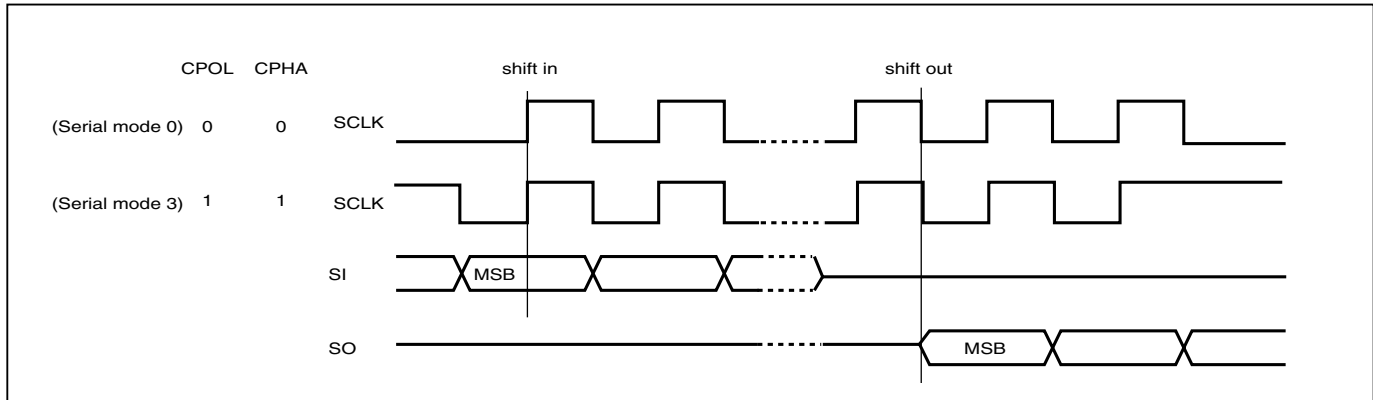 CPOL CPHA shift in shift out
(Serial mode 0) 0 0 SCLK
(Serial mode 3) 1 1 SCLK
SI MSB
SO MSB